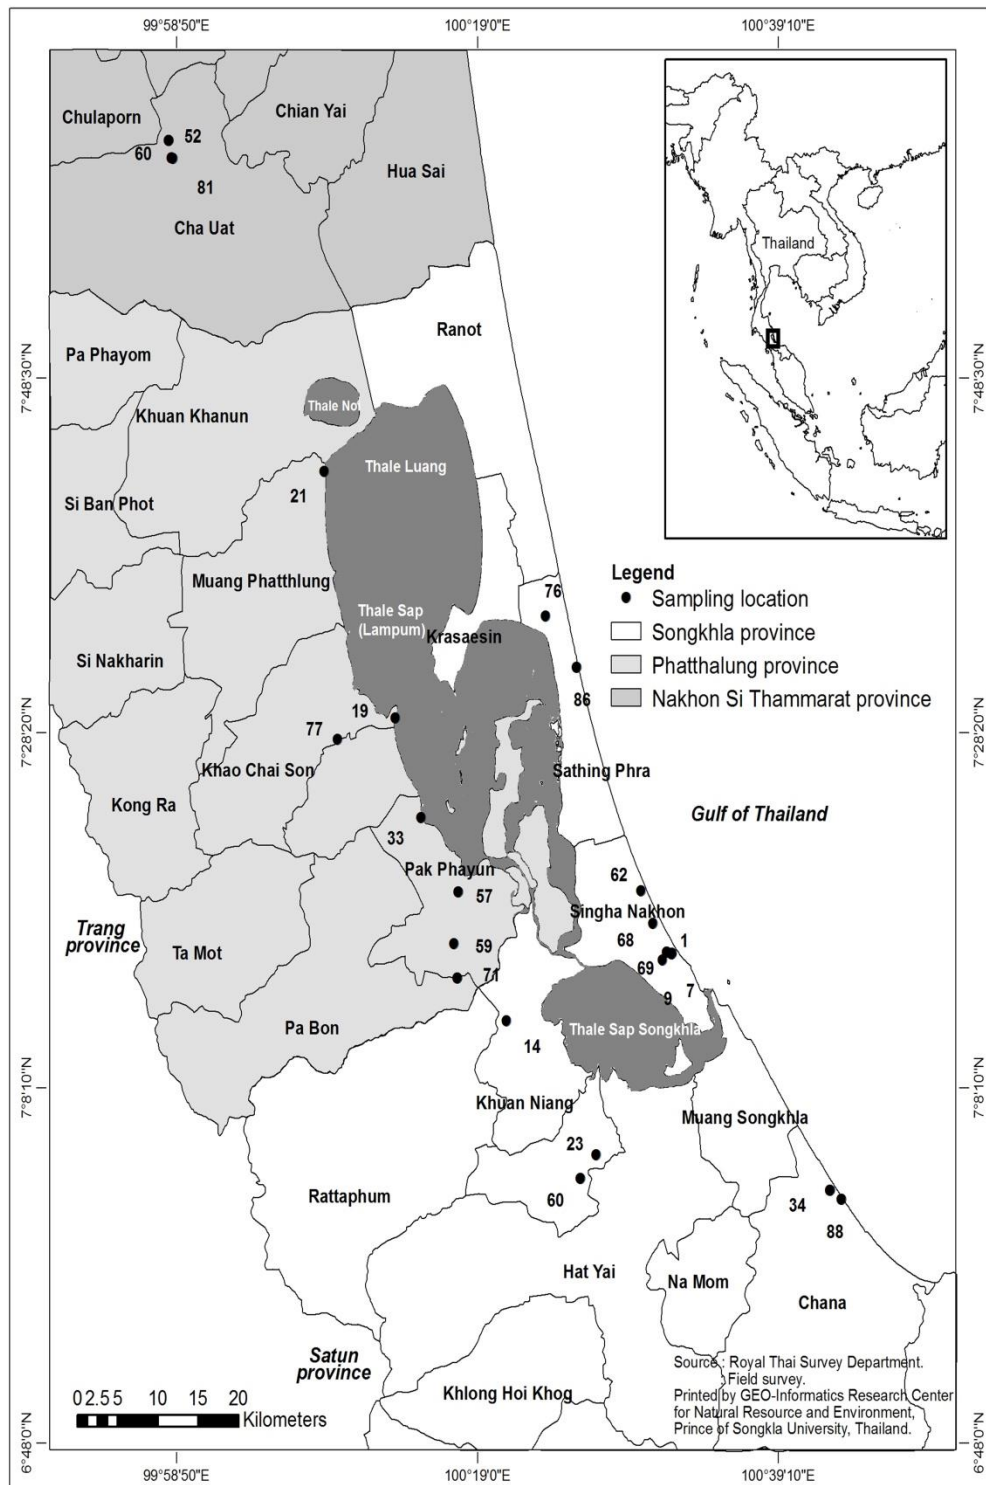 99°58'50"E
100°19'0"E
100°39'10"E
Chulaporn
Chian Yai
52
60
81
Hua Sai
Cha Uat
Thailand
Ranot
Pa Phayom
7°48'30"N
7°48'30"N
Khuan Khanun
Thale Noi
Thale Luang
21
Si Ban Phot
Muang Phatthlung
Legend
76
Sampling location
Thale Sap
(Lampum)
Krasaesin
Songkhla province
Si Nakharin
Phatthalung province
86
Nakhon Si Thammarat province
19
77
7°28'20"N
7°28'20"N
Khao Chai Son
Sathing Phra
Kong Ra
Gulf of Thailand
33
Pak Phayun
62
57
Singha Nakhon
Trang
province
68
1
59
Ta Mot
69
71
7
9
Pa Bon
Thale Sap Songkhla
14
7°8'10"N
7°8'10"N
Khuan Niang
Muang Songkhla
23
Rattaphum
60
34
88
Hat Yai
Na Mom
Chana
Satun
province
Source : Royal Thai Survey Department.
: Field survey.
Printed by GEO-Informatics Research Center
for Natural Resource and Environment,
Prince of Songkla University, Thailand.
Khlong Hoi Khog
0 2.5 5 10 15 20
Kilometers
6°48'0"N
6°48'0"N
99°58'50"E
100°19'0"E
100°39'10"E